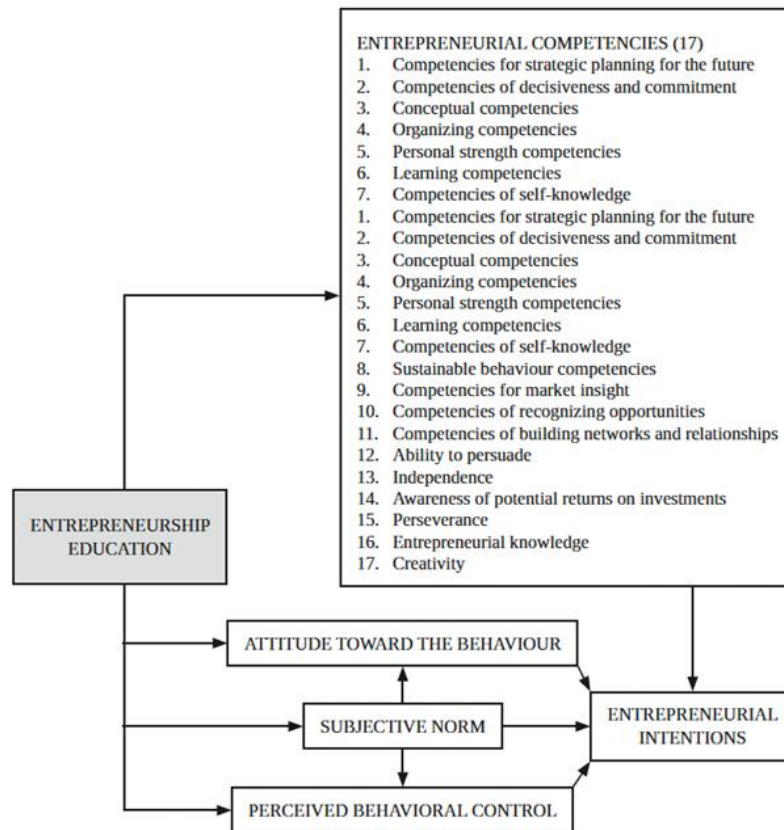 ENTREPRENEURIAL COMPETENCIES (17)
1. Competencies for strategic planning for the future
2. Competencies of decisiveness and commitment
3. Conceptual competencies
4. Organizing competencies
5. Personal strength competencies
6. Learning competencies
7. Competencies of self-knowledge
1. Competencies for strategic planning for the future
2. Competencies of decisiveness and commitment
3. Conceptual competencies
4. Organizing competencies
5. Personal strength competencies
6. Learning competencies
7. Competencies of self-knowledge
8. Sustainable behaviour competencies
9. Competencies for market insight
10. Competencies of recognizing opportunities
11. Competencies of building networks and relationships
12. Ability to persuade
13. Independence
14. Awareness of potential returns on investments
15. Perseverance
16. Entrepreneurial knowledge
17. Creativity
ENTREPRENEURSHIP
EDUCATION
ATTITUDE TOWARD THE BEHAVIOUR
SUBJECTIVE NORM
PERCEIVED BEHAVIORAL CONTROL
ENTREPRENEURIAL
INTENTIONS